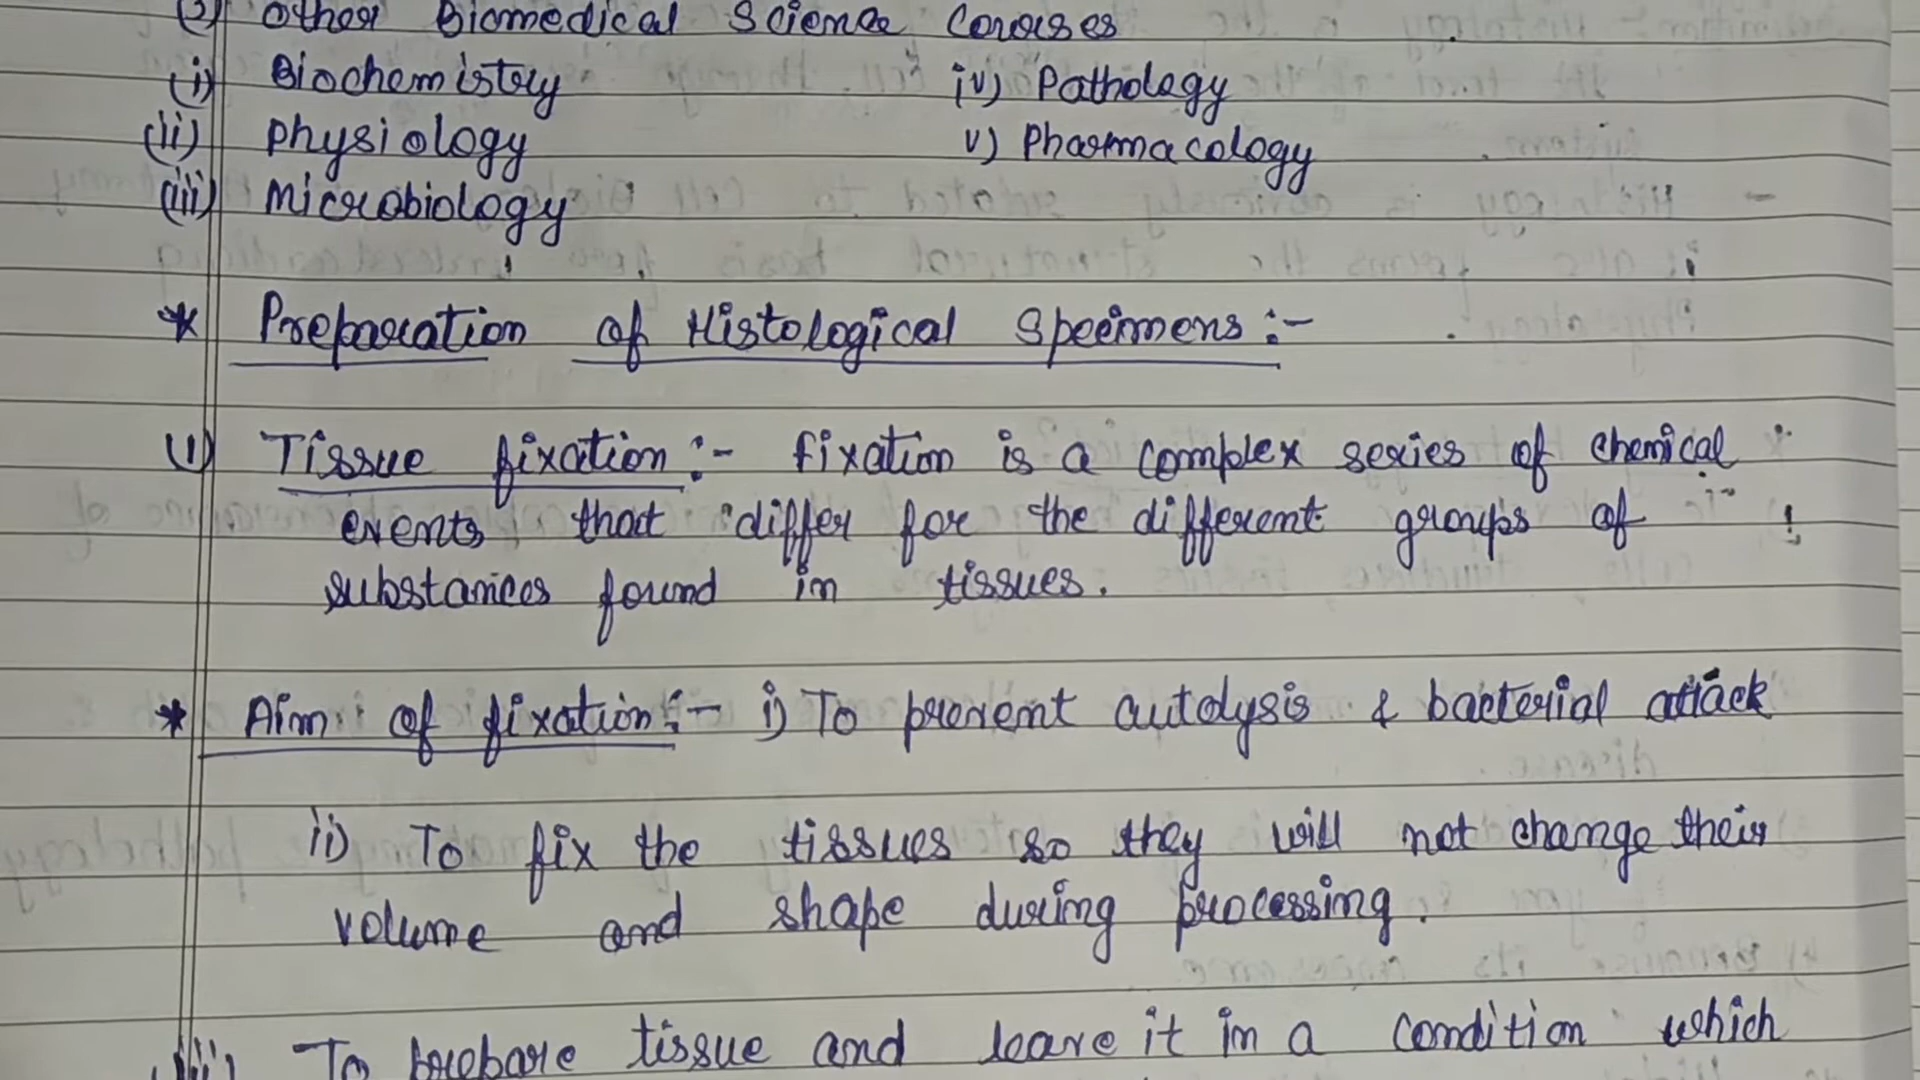 2) Other Biomedical Science Courses
(i) Biochemistry iv) Pathology
(ii) Physiology v) Pharmacology
(iii) Microbiology
* Preparation of Histological Specimens :-
1) Tissue fixation :- Fixation is a complex series of chemical
events that differ for the different groups of
substances found in tissues.
* Aim of fixation :- i) To prevent autolysis & bacterial attack
ii) To fix the tissues so they will not change their
volume and shape during processing.
iii) To prepare tissue and leave it in a condition which